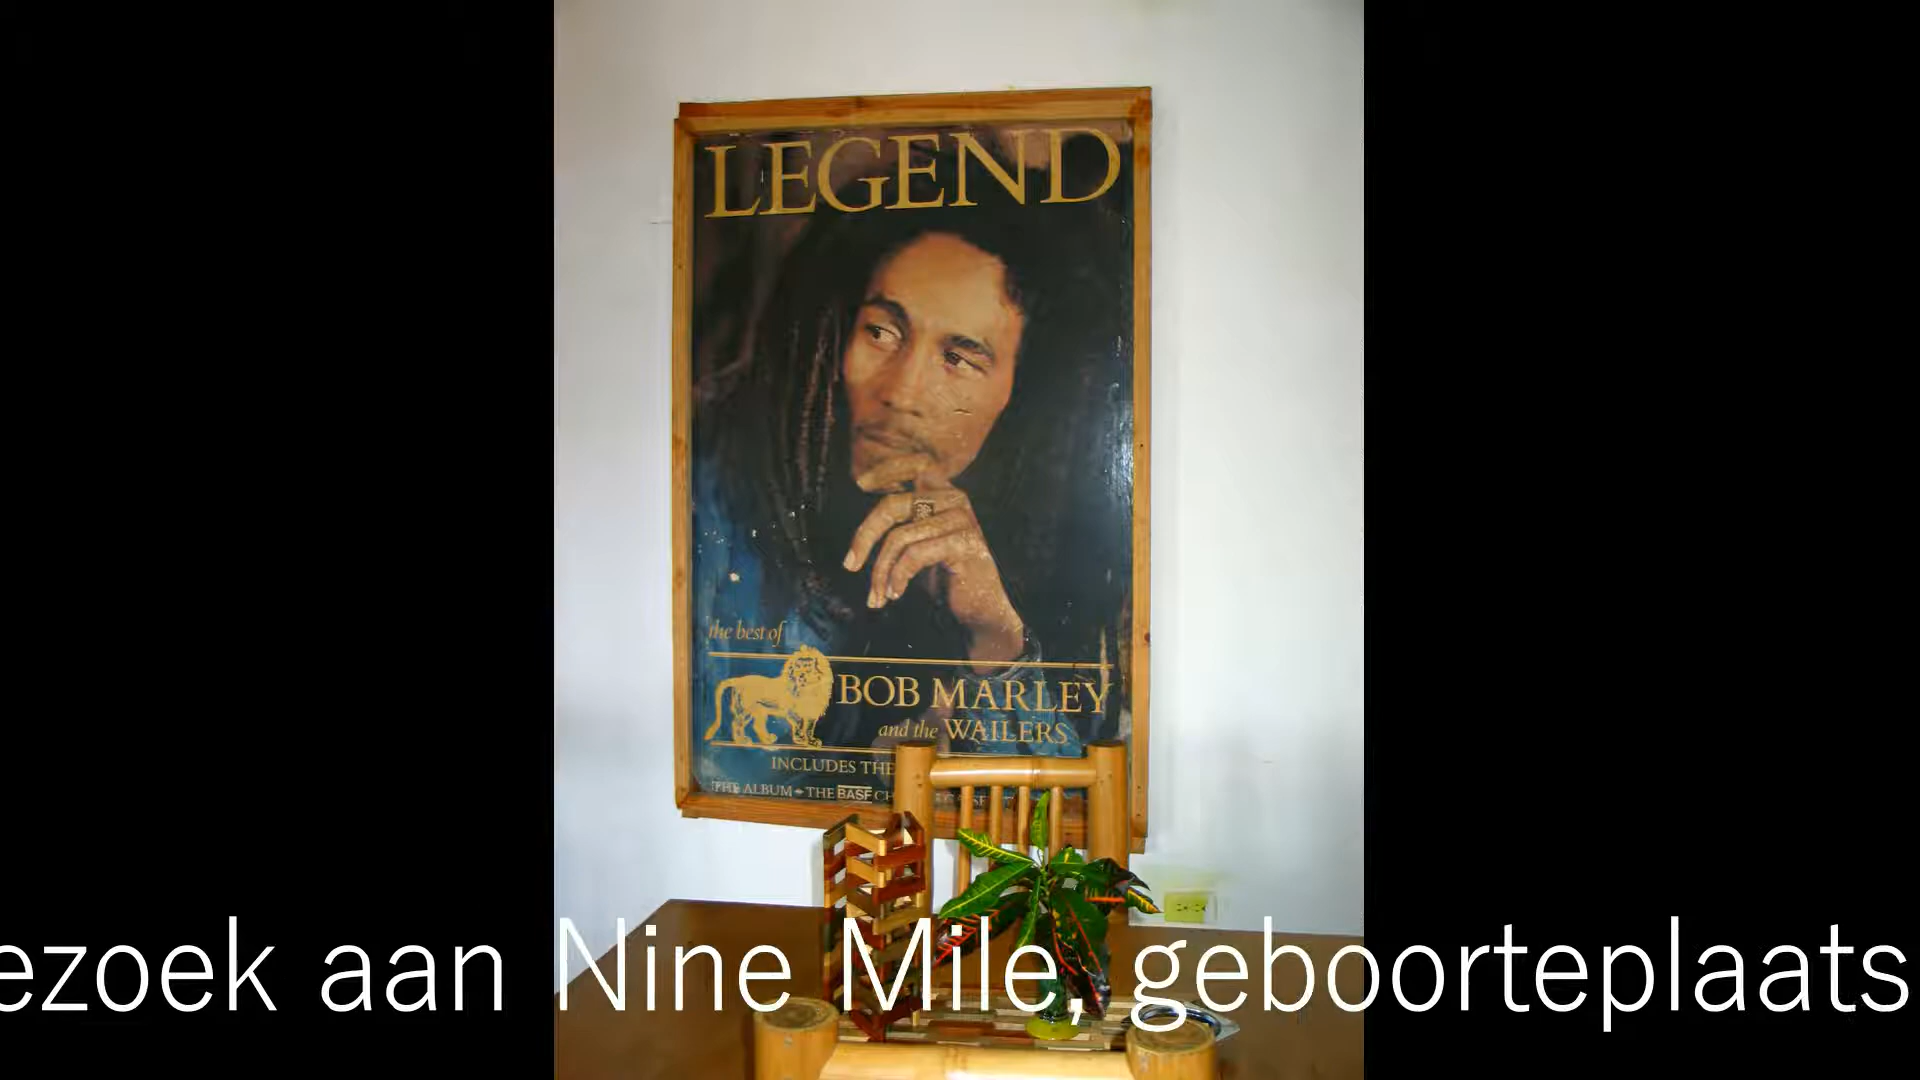 LEGEND
the best of
BOB MARLEY
and the WAILERS
INCLUDES THE
THE ALBUM • THE BASF
ezoek aan Nine Mile, geboorteplaats